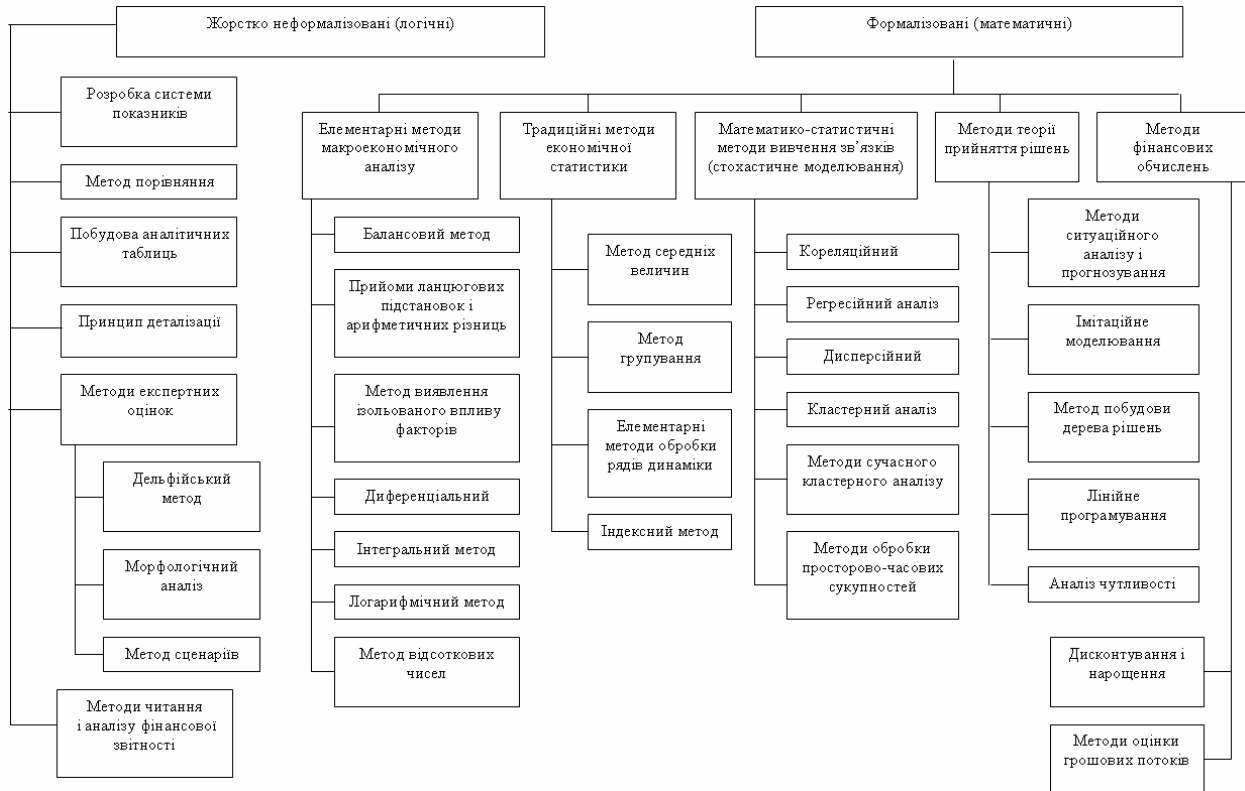 Жорстко неформалізовані (логічні)
Формалізовані (математичні)
Розробка системи
показників
Метод порівняння
Побудова аналітичних
таблиць
Принцип деталізації
Методи експертних
оцінок
Дельфійський
метод
Морфологічний
аналіз
Метод сценаріїв
Методи читання
і аналізу фінансової
звітності
Елементарні методи
макроекономічного
аналізу
Балансовий метод
Прийоми ланцюгових
підстановок і
арифметичних різниць
Метод виявлення
ізольованого впливу
факторів
Диференціальний
Інтегральний метод
Логарифмічний метод
Метод відсоткових
чисел
Традиційні методи
економічної
статистики
Метод середніх
величин
Метод
групування
Елементарні
методи обробки
рядів динаміки
Індексний метод
Математико-статистичні
методи вивчення зв’язків
(стохастичне моделювання)
Кореляційний
Регресійний аналіз
Дисперсійний
Кластерний аналіз
Методи сучасного
кластерного аналізу
Методи обробки
просторово-часових
сукупностей
Методи теорії
прийняття рішень
Методи
ситуаційного
аналізу і
прогнозування
Імітаційне
моделювання
Метод побудови
дерева рішень
Лінійне
програмування
Аналіз чутливості
Методи
фінансових
обчислень
Дисконтування і
нарощення
Методи оцінки
грошових потоків